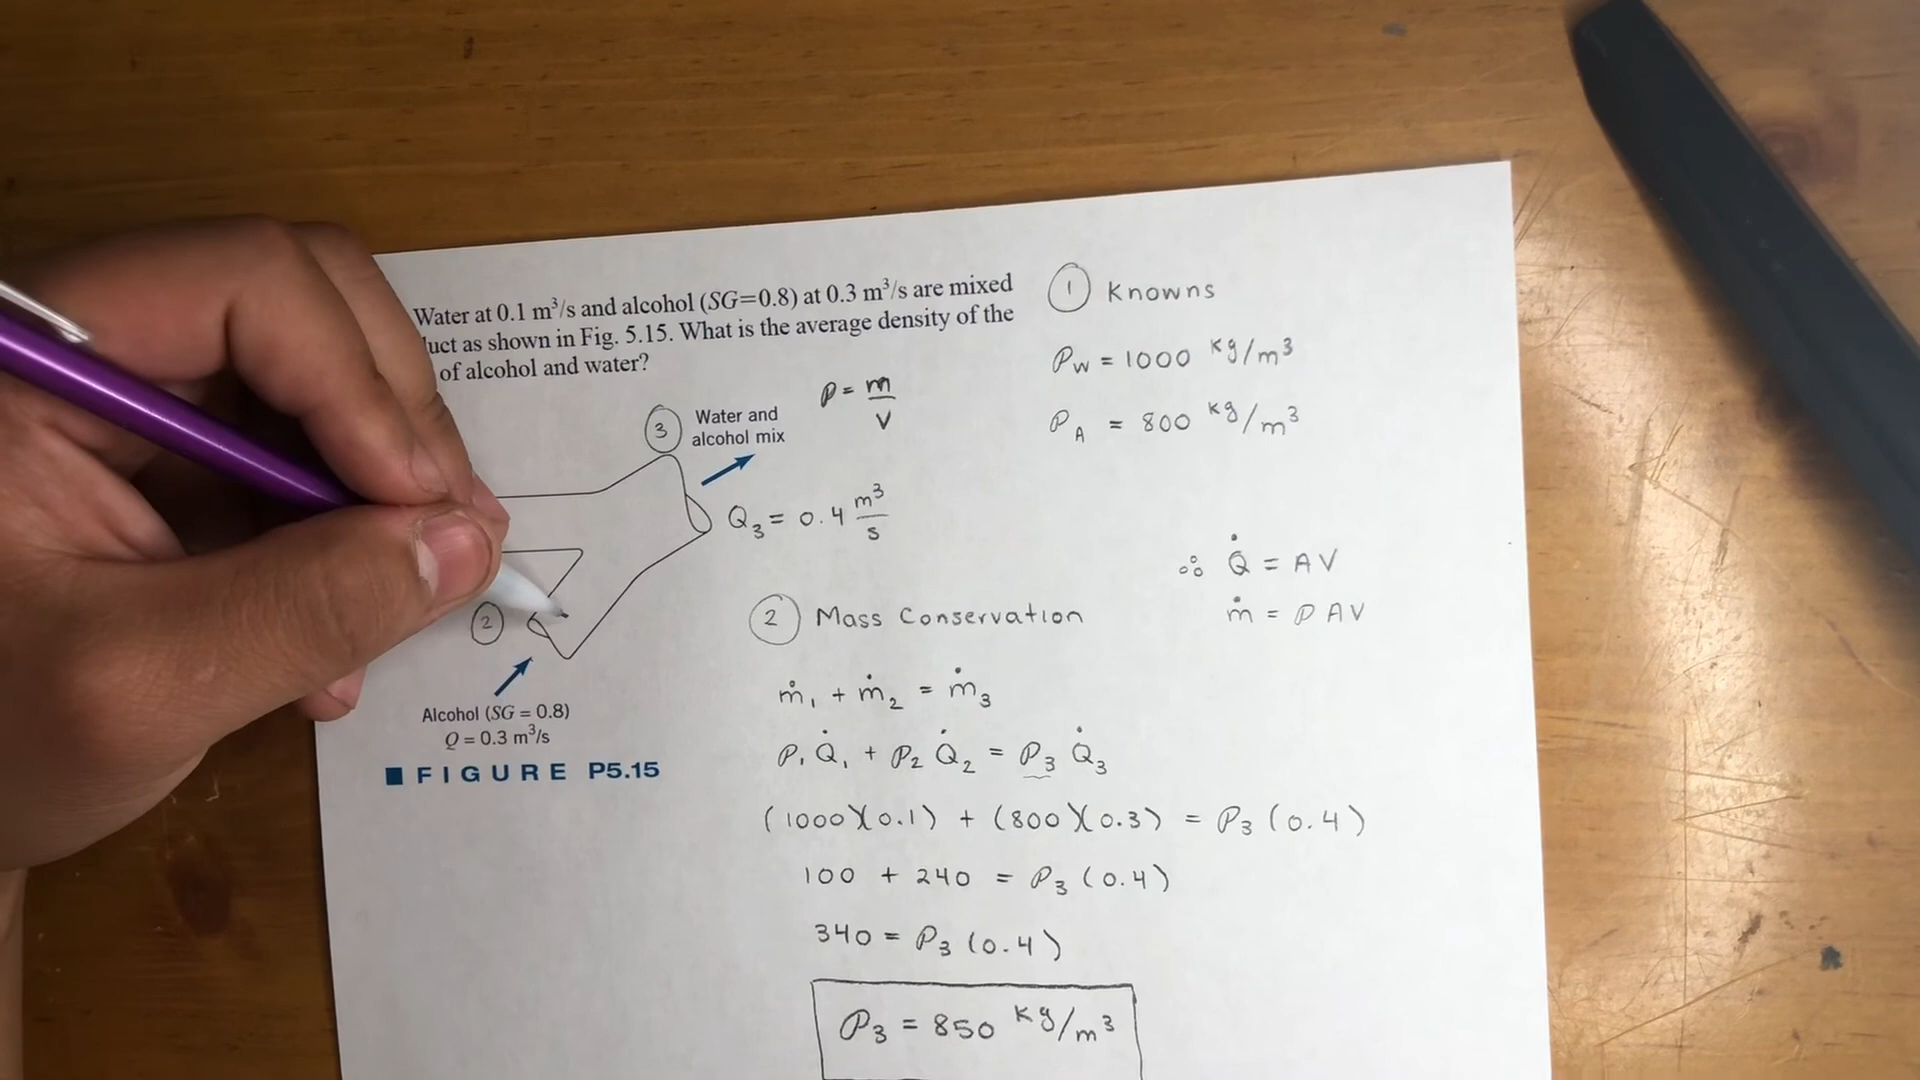 Water at 0.1 m³/s and alcohol (SG=0.8) at 0.3 m³/s are mixed
as shown in Fig. 5.15. What is the average density of the
of alcohol and water?
3
Water and
alcohol mix
ρ = m/V
Q₃ = 0.4 m³/s
2
Alcohol (SG = 0.8)
Q = 0.3 m³/s
FIGURE P5.15
1 Knowns
ρw = 1000 kg/m³
ρA = 800 kg/m³
∴ Q̇ = AV
ṁ = ρAV
2 Mass Conservation
ṁ₁ + ṁ₂ = ṁ₃
ρ₁Q̇₁ + ρ₂Q̇₂ = ρ₃Q̇₃
(1000)(0.1) + (800)(0.3) = ρ₃(0.4)
100 + 240 = ρ₃(0.4)
340 = ρ₃(0.4)
ρ₃ = 850 kg/m³